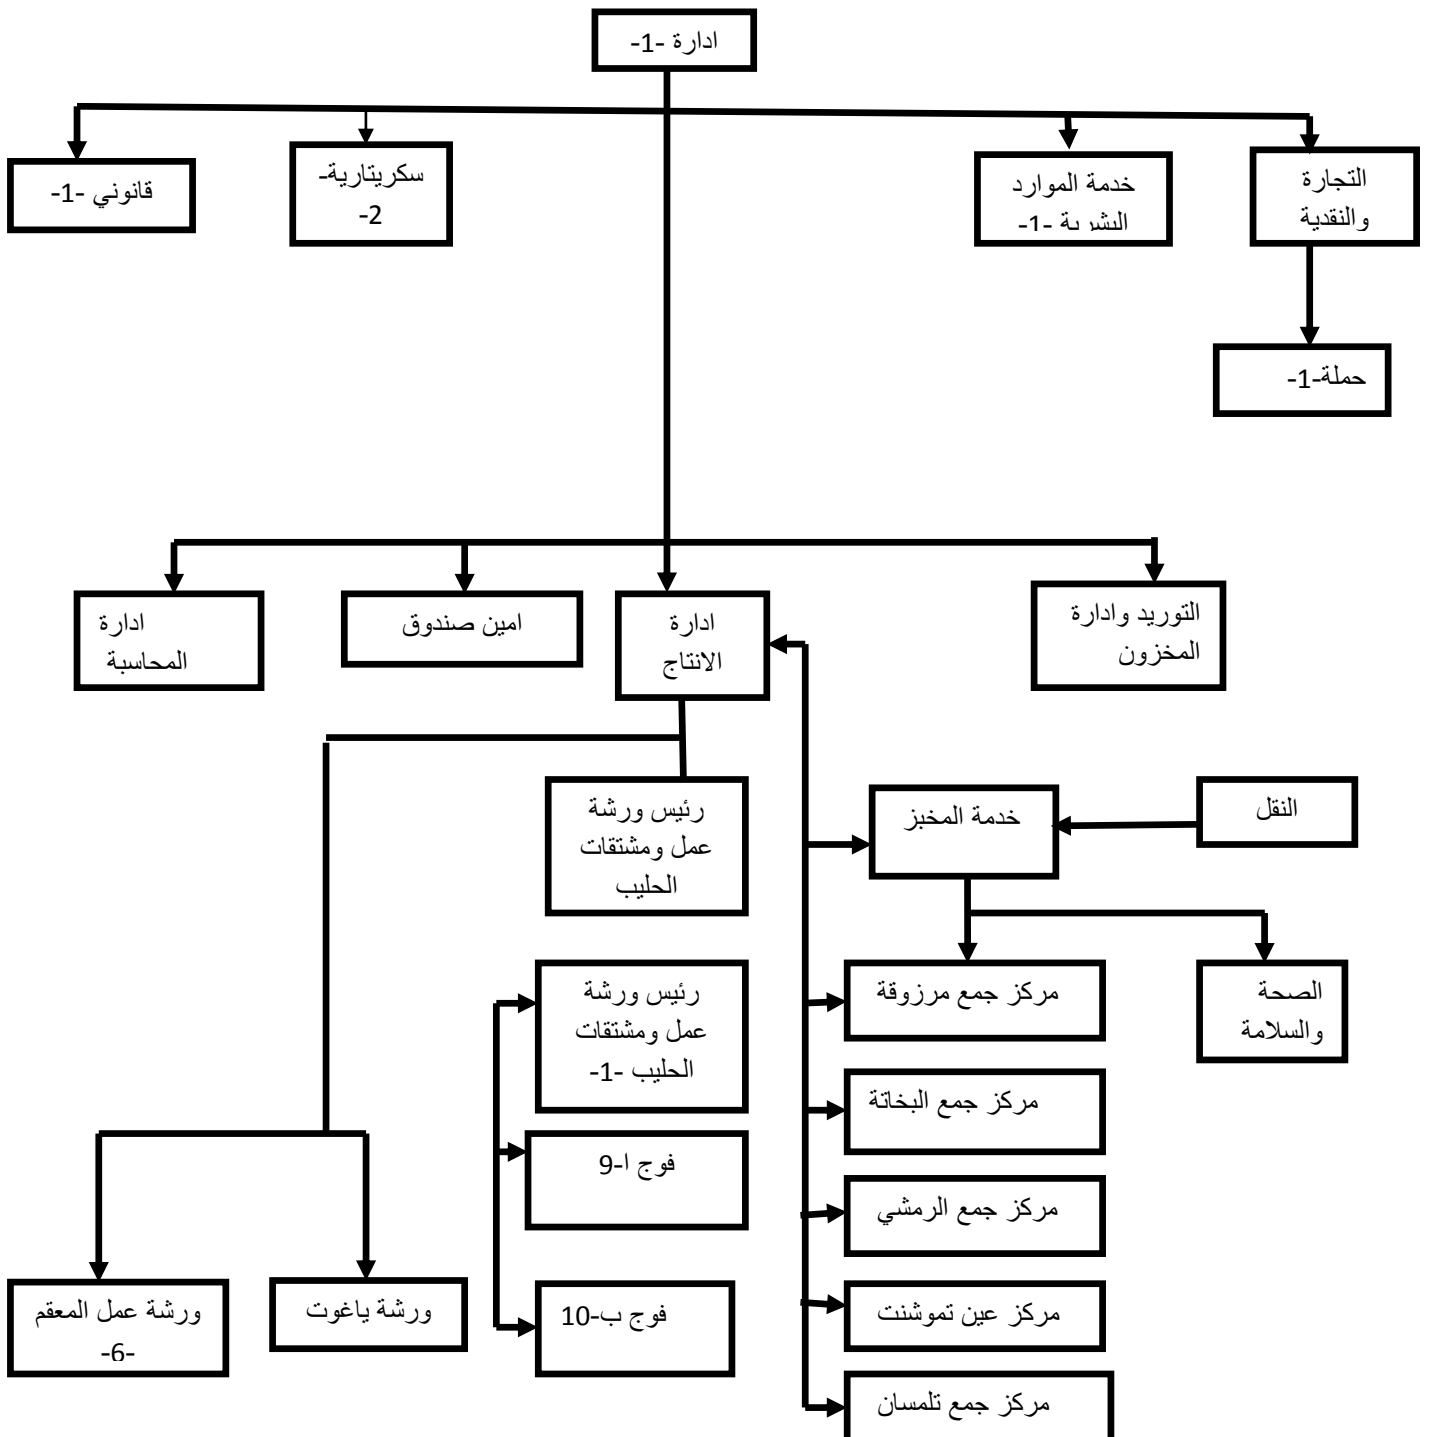 ادارة -1-
التجارة
والنقدية
خدمة الموارد
البشرية -1-
سكريتارية-
2-
قانوني -1-
حملة-1-
التوريد وادارة
المخزون
ادارة
الانتاج
امين صندوق
ادارة
المحاسبة
النقل
خدمة المخبز
رئيس ورشة
عمل ومشتقات
الحليب
الصحة
والسلامة
مركز جمع مرزوقة
رئيس ورشة
عمل ومشتقات
الحليب -1-
مركز جمع البخاتة
فوج ا-9
مركز جمع الرمشي
مركز عين تموشنت
فوج ب-10
ورشة ياغوت
ورشة عمل المعقم
-6-
مركز جمع تلمسان